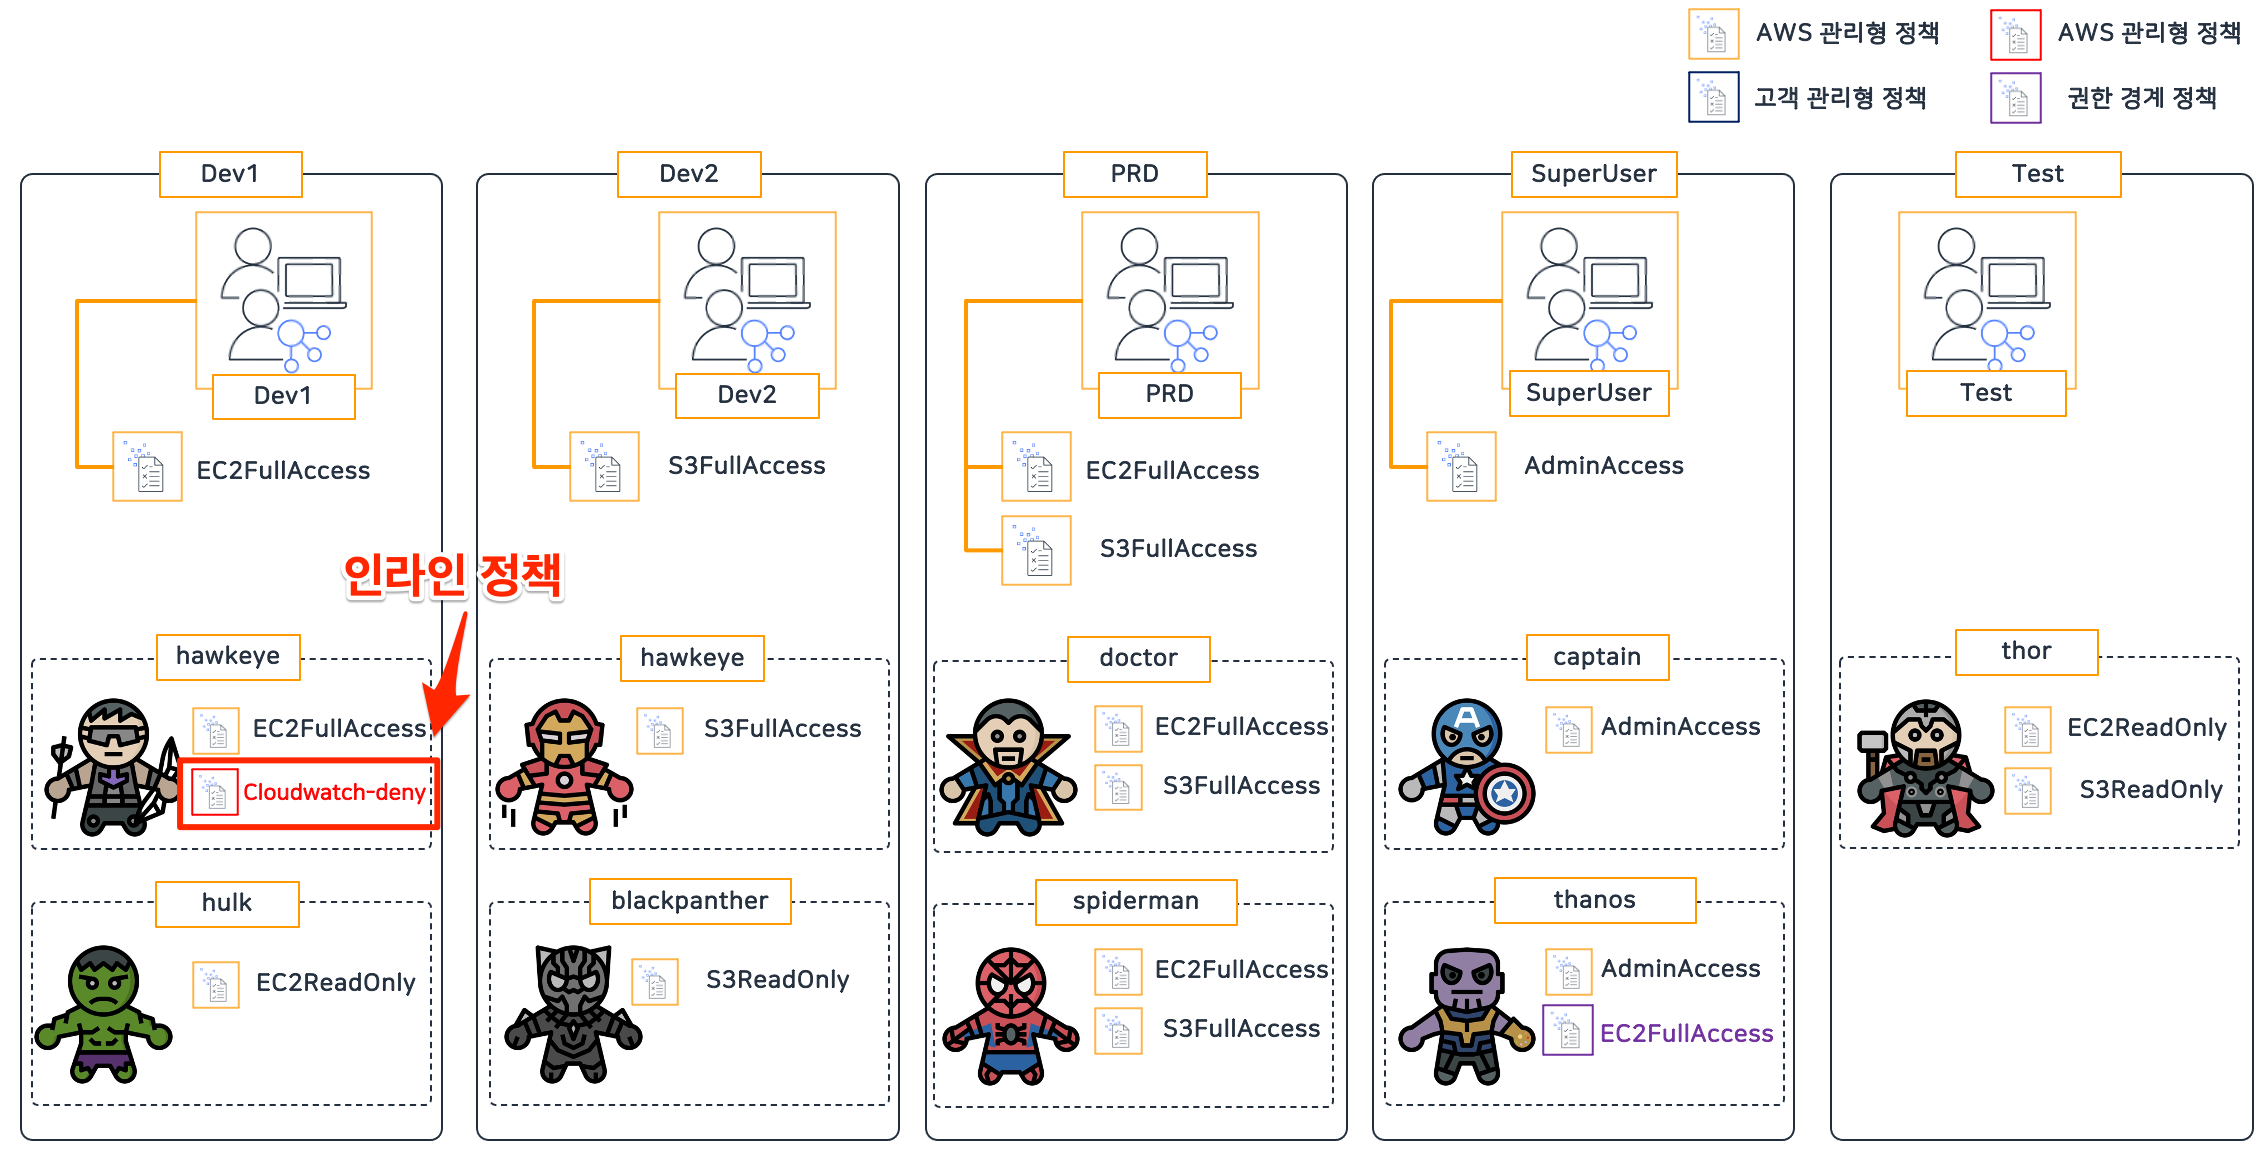 AWS 관리형 정책
AWS 관리형 정책
고객 관리형 정책
권한 경계 정책
Dev1
Dev1
EC2FullAccess
인라인 정책
hawkeye
EC2FullAccess
Cloudwatch-deny
hulk
EC2ReadOnly
Dev2
Dev2
S3FullAccess
hawkeye
S3FullAccess
blackpanther
S3ReadOnly
PRD
PRD
EC2FullAccess
S3FullAccess
doctor
EC2FullAccess
S3FullAccess
spiderman
EC2FullAccess
S3FullAccess
SuperUser
SuperUser
AdminAccess
captain
A
AdminAccess
thanos
AdminAccess
EC2FullAccess
Test
Test
thor
EC2ReadOnly
S3ReadOnly